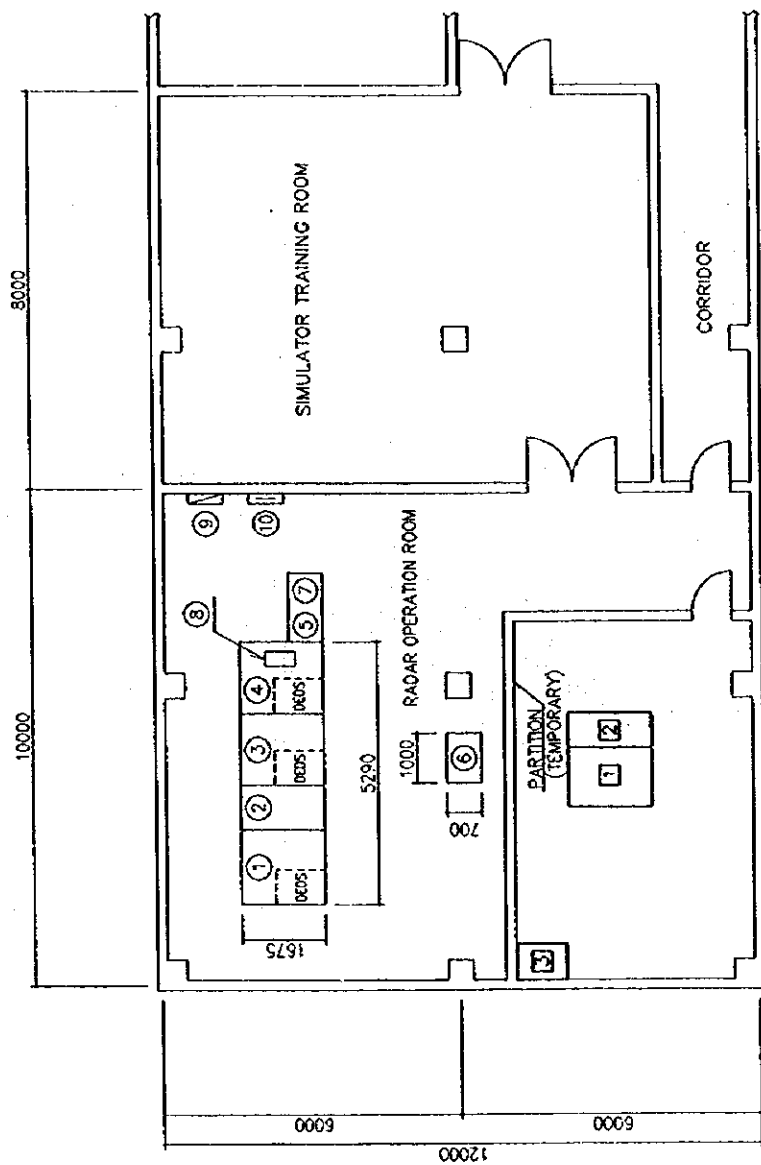 10000
8000
SIMULATOR TRAINING ROOM
CORRIDOR
RADAR OPERATION ROOM
PARTITION
(TEMPORARY)
①
②
③
④
⑤
⑥
⑦
⑧
⑨
⑩
DEDS
DEDS
DEDS
1675
5290
1000
700
1
2
3
6000
6000
12000